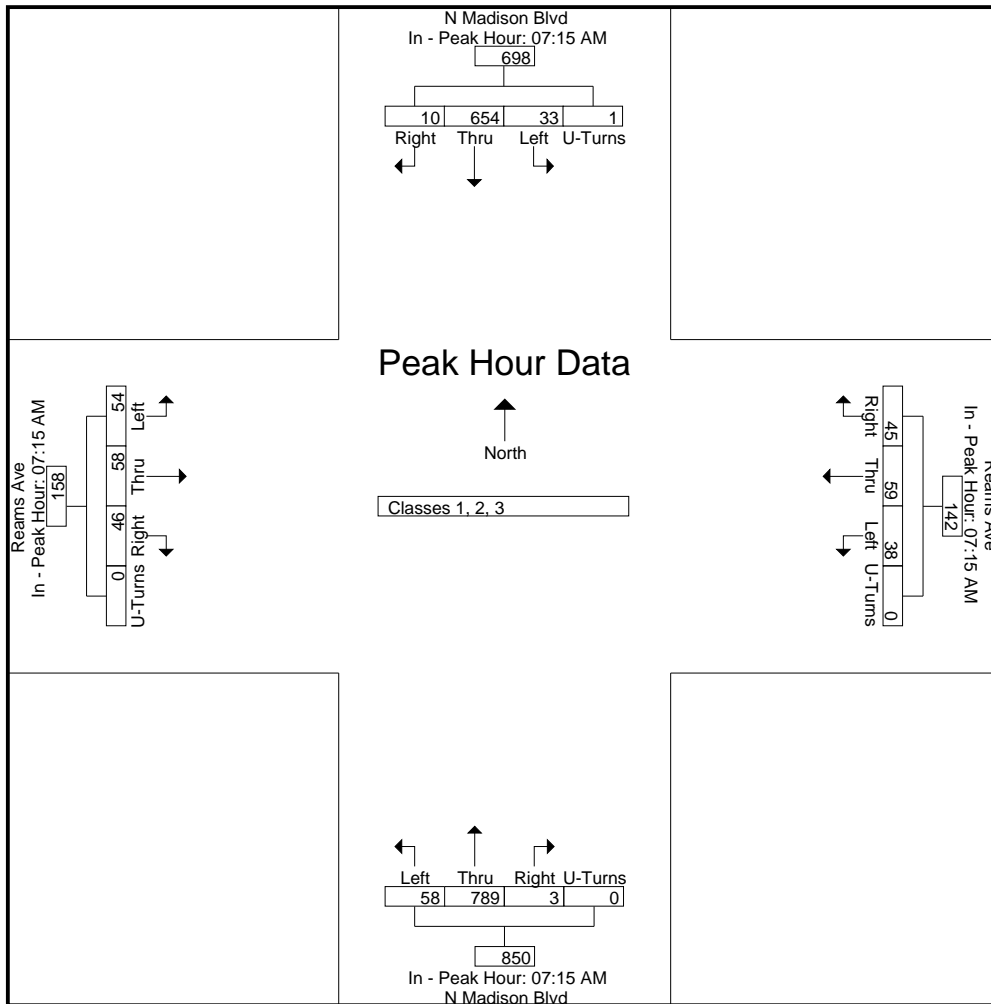 N Madison Blvd
In - Peak Hour: 07:15 AM
698
10 654 33 1
Right Thru Left U-Turns
Peak Hour Data
North
Classes 1, 2, 3
Reams Ave
In - Peak Hour: 07:15 AM
158
54 58 46 0
Left Thru Right U-Turns
Reams Ave
In - Peak Hour: 07:15 AM
142
45 59 38 0
Right Thru Left U-Turns
Left Thru Right U-Turns
58 789 3 0
850
In - Peak Hour: 07:15 AM
N Madison Blvd